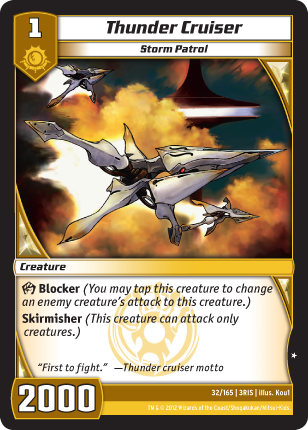 1
Thunder Cruiser
Storm Patrol
Creature
Blocker (You may tap this creature to change
an enemy creature's attack to this creature.)
Skirmisher (This creature can attack only
creatures.)
"First to fight." —Thunder cruiser motto
2000
32/165 | 3RIS | illus. Koui
TM & © 2012 Wizards of the Coast/Shogakukan/Mitsui-Kids